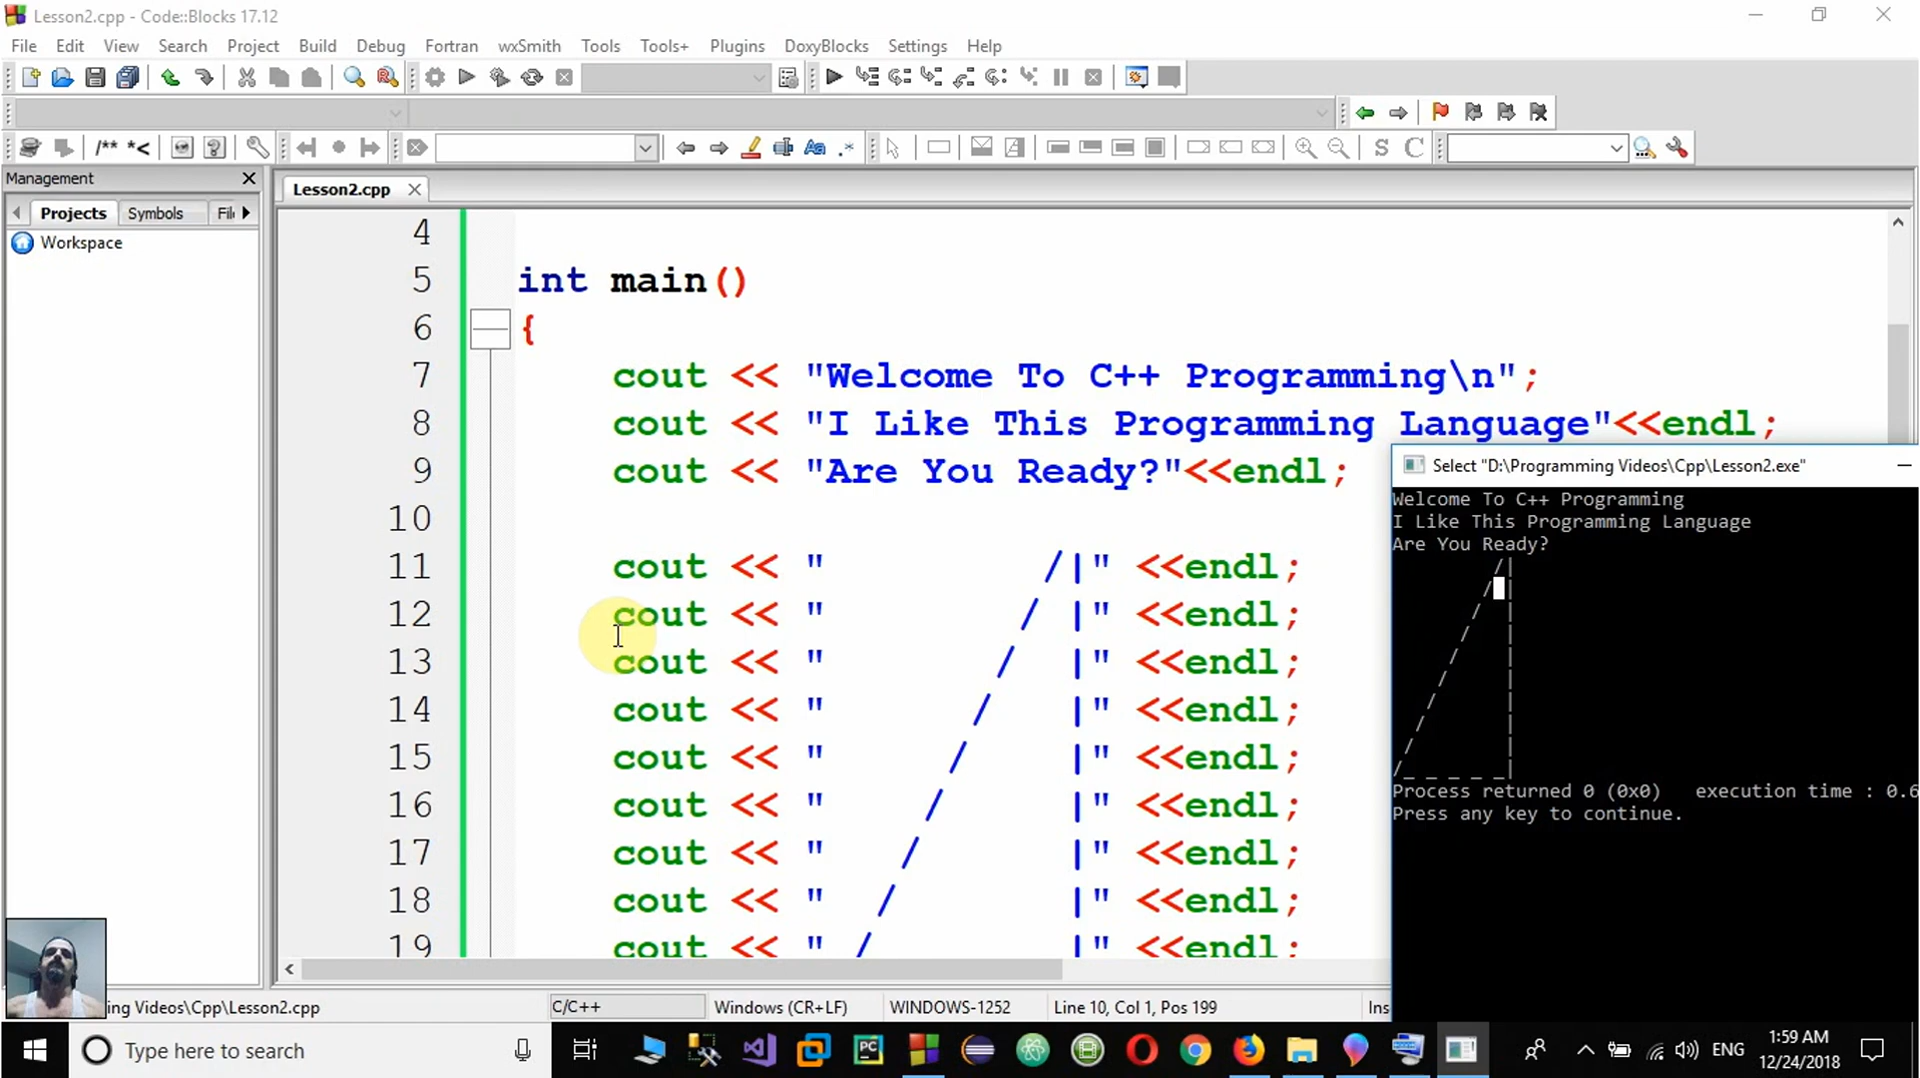 Lesson2.cpp - Code::Blocks 17.12
File Edit View Search Project Build Debug Fortran wxSmith Tools Tools+ Plugins DoxyBlocks Settings Help
/** *<
Aa .*
S C
Management
Lesson2.cpp
Projects Symbols Fil
Workspace
4
5 int main()
6 {
7 cout << "Welcome To C++ Programming\n";
8 cout << "I Like This Programming Language"<<endl;
9 cout << "Are You Ready?"<<endl;
10
11 cout << "          /|" <<endl;
12 cout << "         / |" <<endl;
13 cout << "        /  |" <<endl;
14 cout << "       /   |" <<endl;
15 cout << "      /    |" <<endl;
16 cout << "     /     |" <<endl;
17 cout << "    /      |" <<endl;
18 cout << "   /       |" <<endl;
19 cout << "  /        |" <<endl;
Select "D:\Programming Videos\Cpp\Lesson2.exe"
Welcome To C++ Programming
I Like This Programming Language
Are You Ready?
Process returned 0 (0x0)   execution time : 0.6
Press any key to continue.
ing Videos\Cpp\Lesson2.cpp
C/C++
Windows (CR+LF)
WINDOWS-1252
Line 10, Col 1, Pos 199
Ins
Type here to search
PC
ENG
1:59 AM
12/24/2018